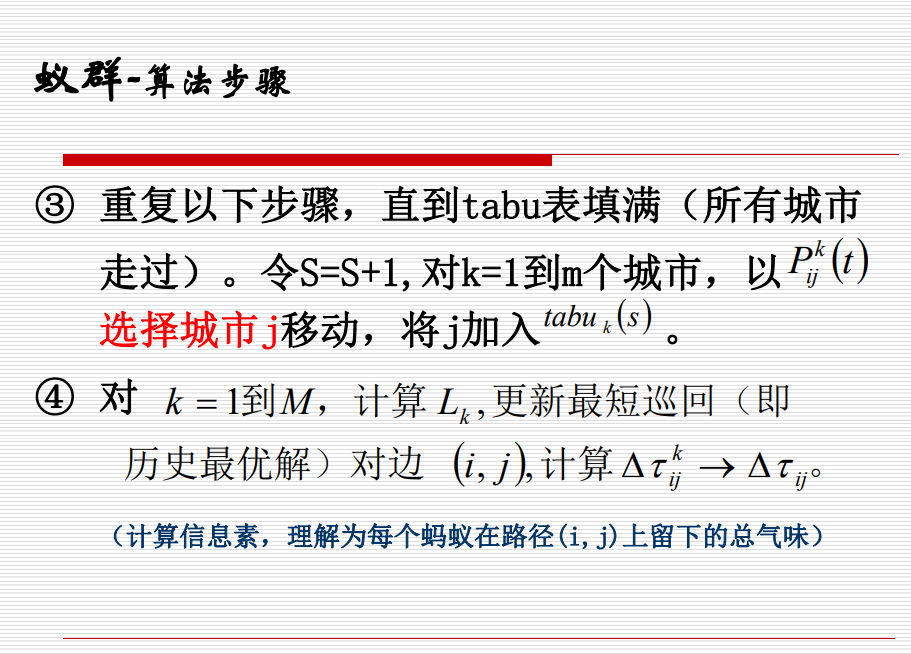 蚁群-算法步骤
③ 重复以下步骤，直到tabu表填满（所有城市
走过）。令S=S+1,对k=1到m个城市，以 P_{ij}^{k}(t)
选择城市j移动，将j加入 tabu_k(s) 。
④ 对 k=1到M，计算 L_k,更新最短巡回（即
历史最优解）对边 (i, j),计算 Δτ_{ij}^{k} → Δτ_{ij}。
（计算信息素，理解为每个蚂蚁在路径(i,j)上留下的总气味）